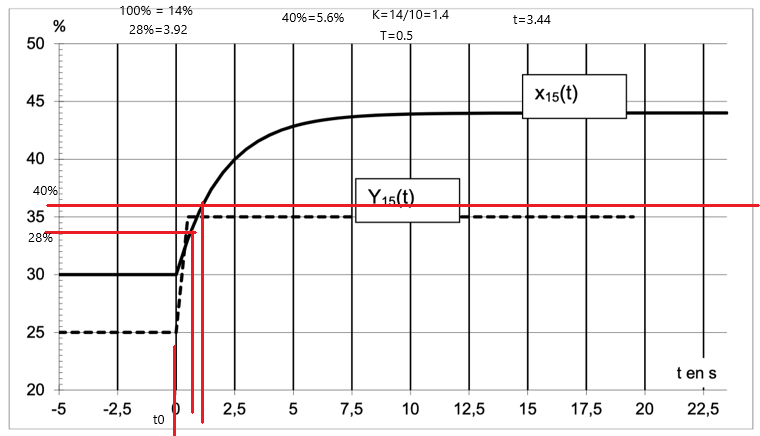 100% = 14%
28%=3.92
40%=5.6%
K=14/10=1.4
T=0.5
t=3.44
%
50
45
x15(t)
40
40%
Y15(t)
35
28%
30
25
t en s
20
-5 -2,5 0 2,5 5 7,5 10 12,5 15 17,5 20 22,5
t0